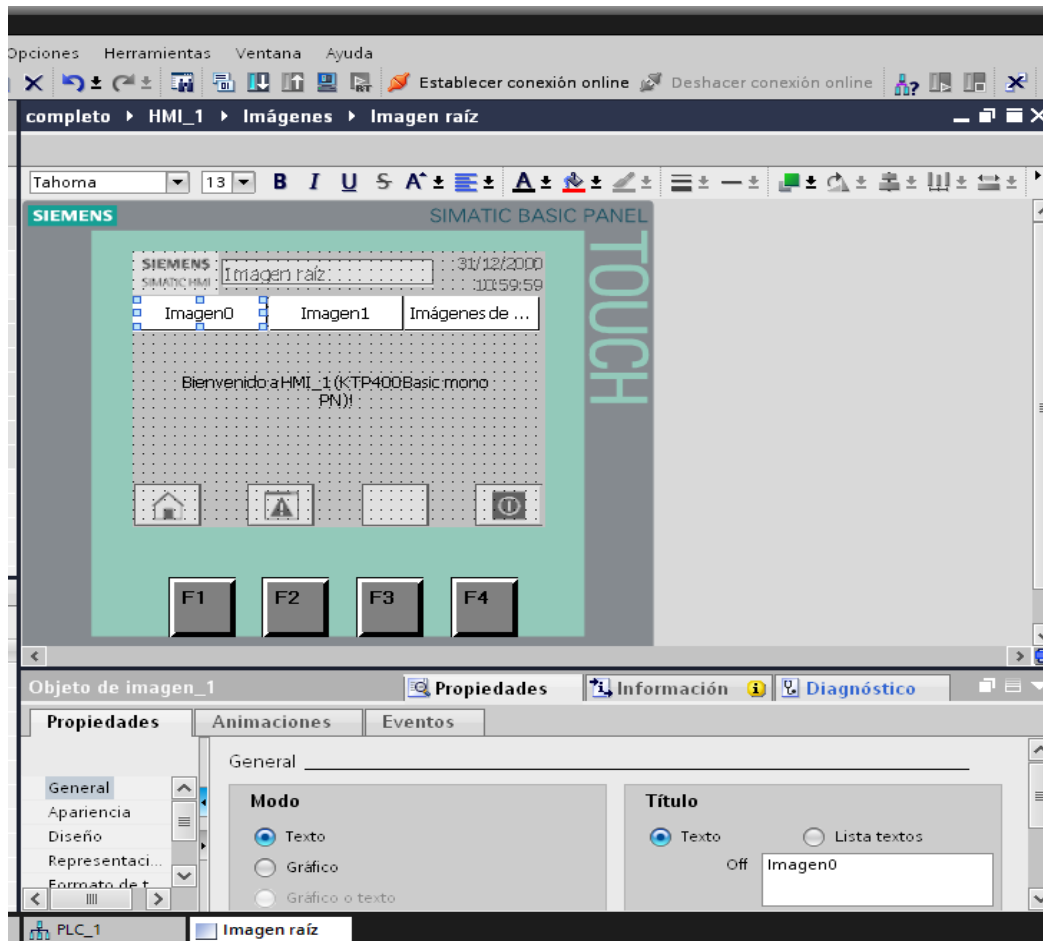 Opciones Herramientas Ventana Ayuda
Establecer conexión online Deshacer conexión online
completo HMI_1 Imágenes Imagen raíz
Tahoma 13 B I U S A A
SIEMENS SIMATIC BASIC PANEL
TOUCH
SIEMENS Imagen raíz 31/12/2000
SIMATIC HMI 10:59:59
Imagen0 Imagen1 Imágenes de ...
Bienvenido a HMI_1 (KTP400 Basic mono
PN)!
F1 F2 F3 F4
Objeto de imagen_1 Propiedades Información Diagnóstico
Propiedades Animaciones Eventos
General
General
Apariencia
Diseño
Representaci...
Formato de t...
Modo
Texto
Gráfico
Gráfico o texto
Título
Texto Lista textos
Off Imagen0
PLC_1 Imagen raíz